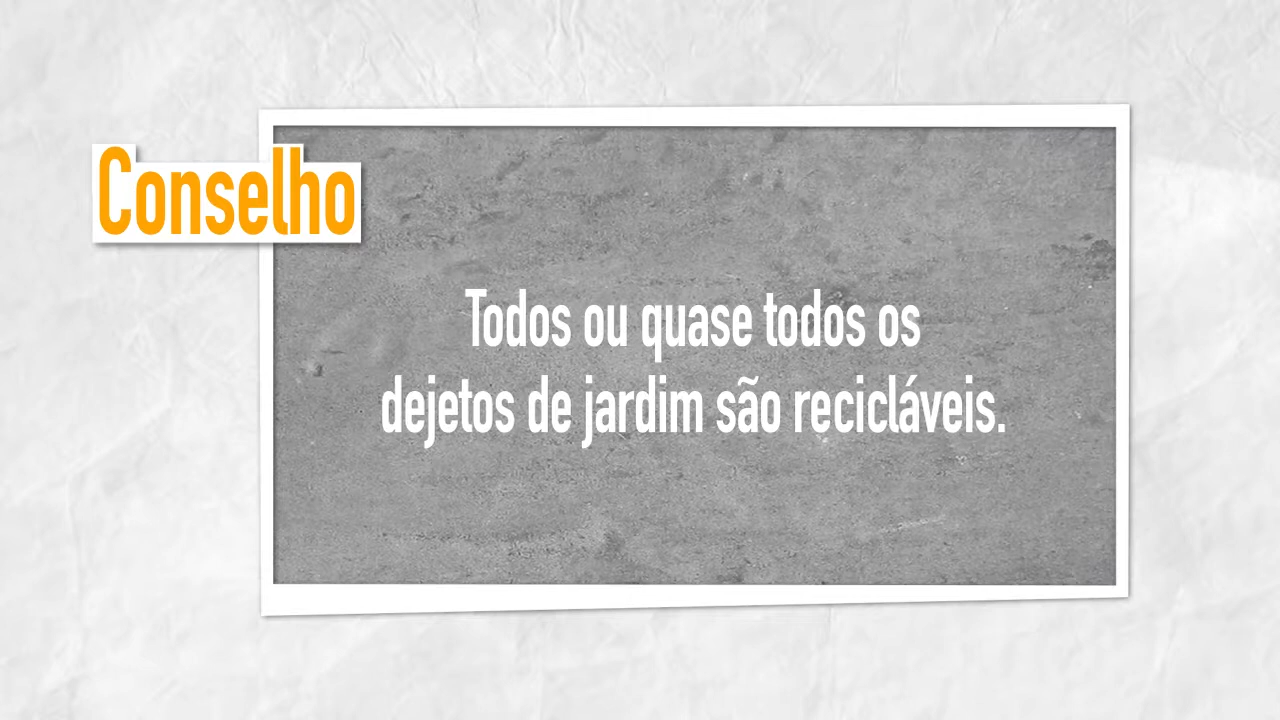 Conselho
Todos ou quase todos os
dejetos de jardim são recicláveis.